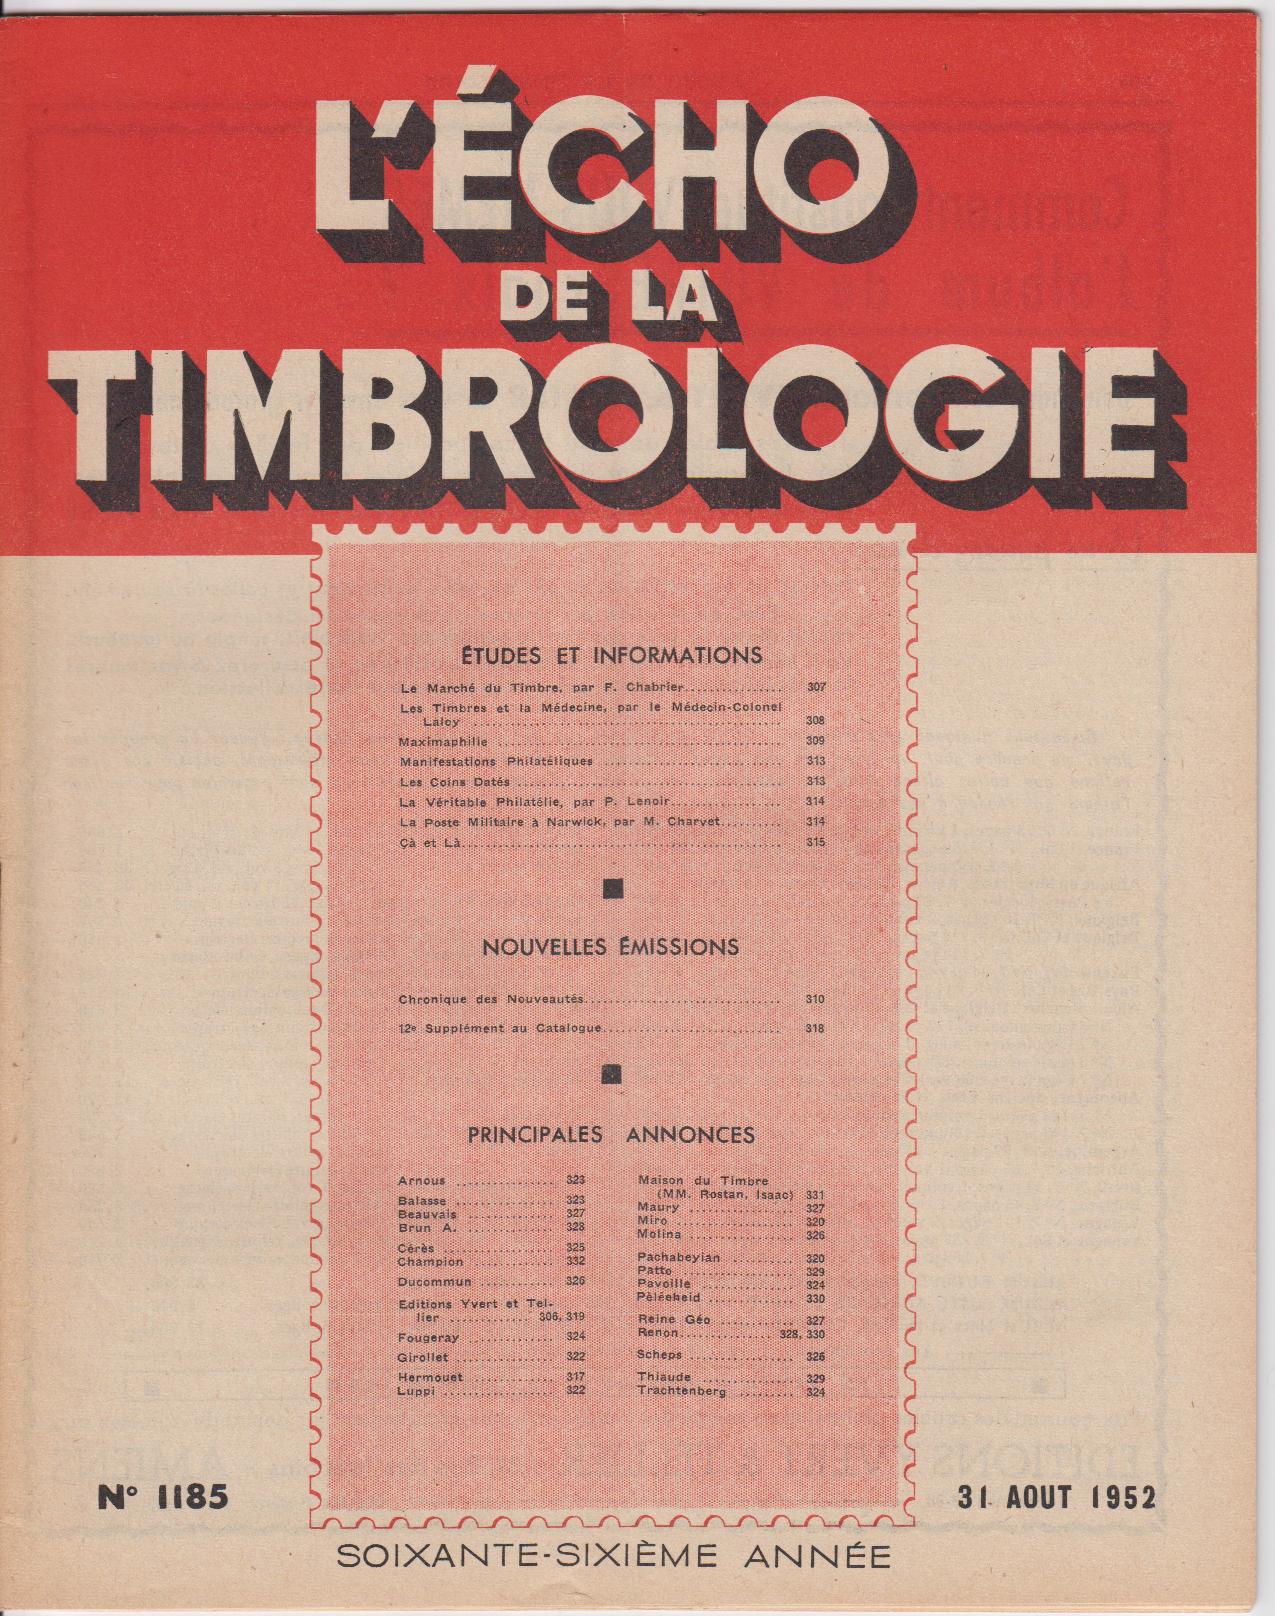 L'ÉCHO
DE LA
TIMBROLOGIE
ÉTUDES ET INFORMATIONS
Le Marché du Timbre, par F. Chabrier................ 307
Les Timbres et la Médecine, par le Médecin-Colonel
Laloy ................................................ 308
Maximaphilie ........................................ 309
Manifestations Philatéliques ........................ 313
Les Coins Datés ..................................... 313
La Véritable Philatélie, par P. Lenoir................ 314
La Poste Militaire à Narwick, par M. Charvet.......... 314
Çà et Là............................................. 315
NOUVELLES ÉMISSIONS
Chronique des Nouveautés............................. 310
12e Supplément au Catalogue.......................... 318
PRINCIPALES ANNONCES
Arnous ............... 323
Balasse ............... 323
Beauvais ............. 327
Brun A. ............. 328
Cérès ................. 325
Champion ............ 332
Ducommun ........... 326
Editions Yvert et Tel-
lier ............ 306, 319
Fougeray ............. 324
Girollet ............... 322
Hermouet ............ 317
Luppi ................. 322
Maison du Timbre
(MM. Rostan, Isaac) 331
Maury ................ 327
Miro .................. 320
Molina ................ 326
Pachabeyian ......... 320
Patto ................. 329
Pavoille ............... 324
Pèléekeid ............. 330
Reine Géo ........... 327
Renon.............. 328, 330
Scheps ................ 326
Thiaude .............. 329
Trachtenberg ......... 324
N° 1185
31 AOUT 1952
SOIXANTE-SIXIÈME ANNÉE